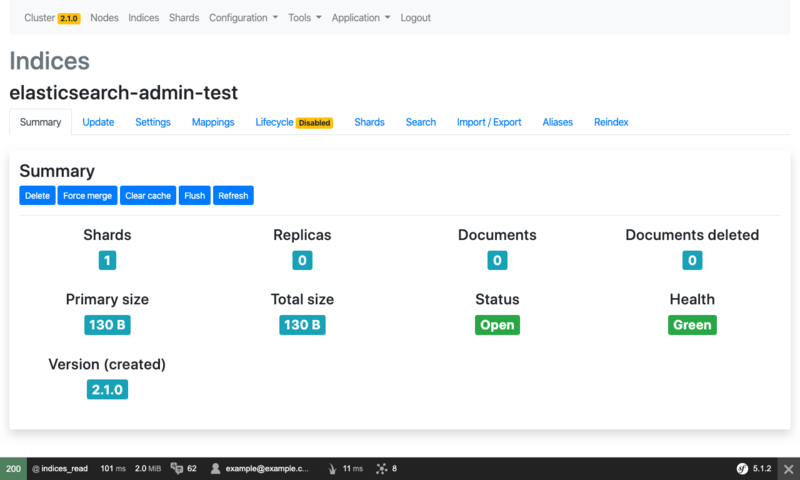 Cluster 2.1.0 Nodes Indices Shards Configuration Tools Application Logout
Indices
elasticsearch-admin-test
Summary Update Settings Mappings Lifecycle Disabled Shards Search Import / Export Aliases Reindex
Summary
Delete Force merge Clear cache Flush Refresh
Shards Replicas Documents Documents deleted
1 0 0 0
Primary size Total size Status Health
130 B 130 B Open Green
Version (created)
2.1.0
200 @ indices_read 101 ms 2.0 MiB 62 example@example.c... 11 ms 8 sf 5.1.2